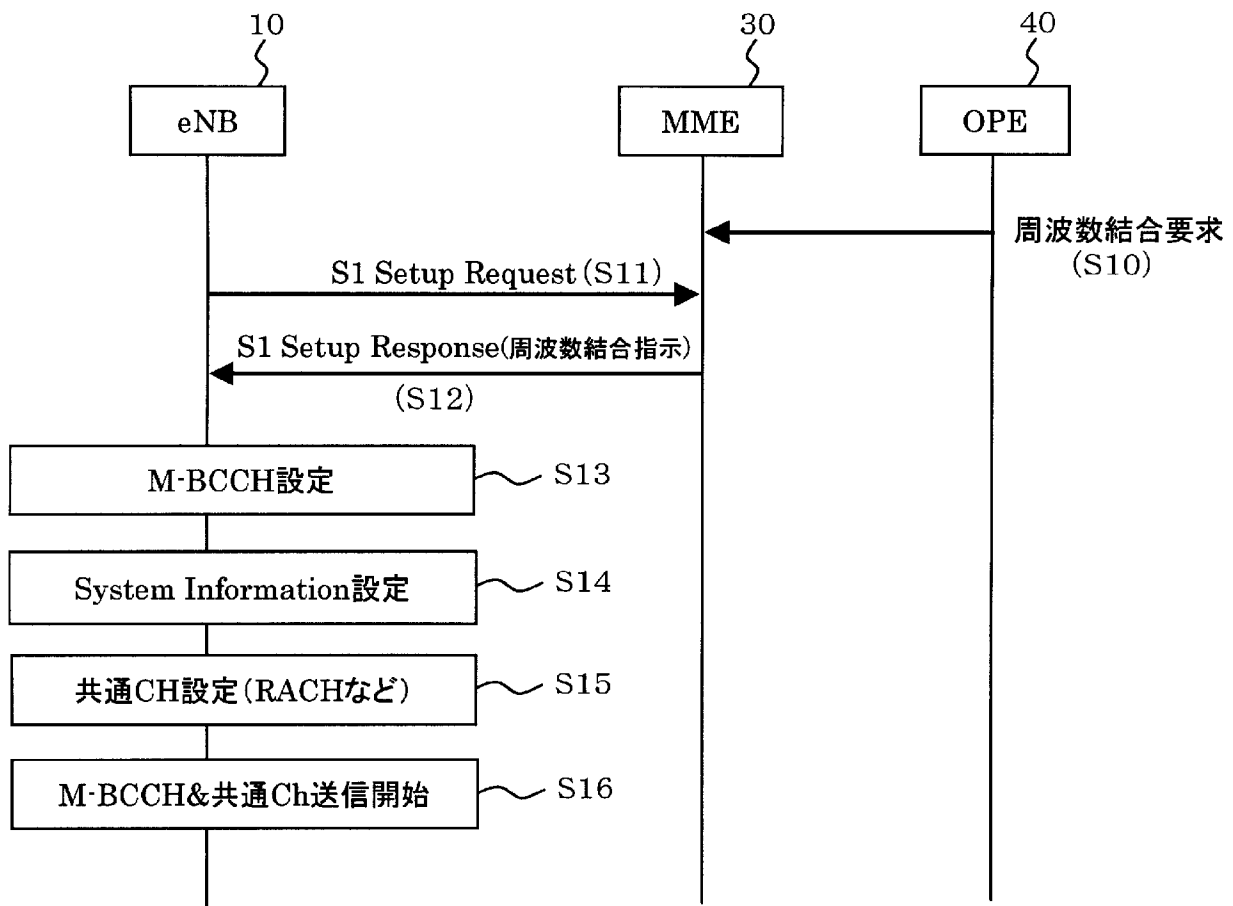 10
30
40
eNB
MME
OPE
周波数結合要求
(S10)
S1 Setup Request(S11)
S1 Setup Response(周波数結合指示)
(S12)
M-BCCH設定
S13
System Information設定
S14
共通CH設定(RACHなど)
S15
M-BCCH&共通Ch送信開始
S16